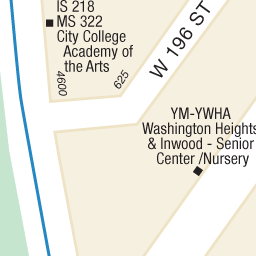 IS 218
MS 322
City College
Academy of
the Arts
4600
625
W 196 ST
YM-YWHA
Washington Heights
& Inwood - Senior
Center /Nursery